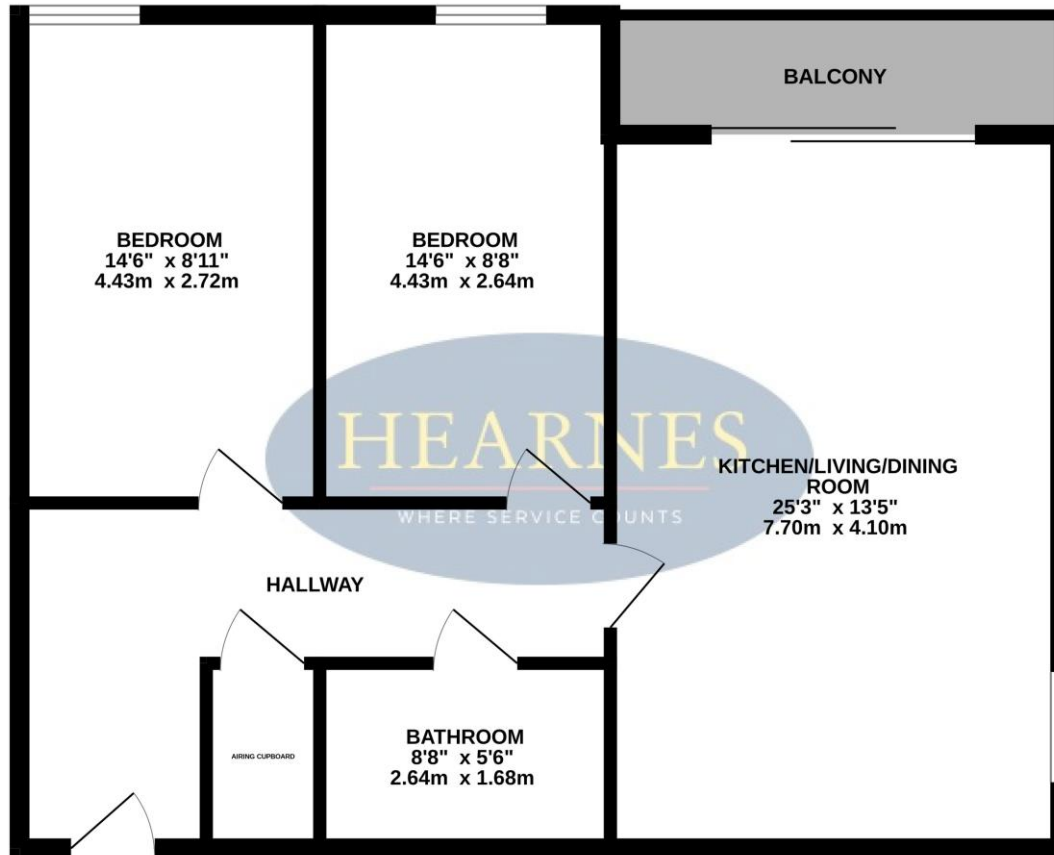 BALCONY
BEDROOM
14'6" x 8'11"
4.43m x 2.72m
BEDROOM
14'6" x 8'8"
4.43m x 2.64m
HEARNES
WHERE SERVICE COUNTS
KITCHEN/LIVING/DINING
ROOM
25'3" x 13'5"
7.70m x 4.10m
HALLWAY
AIRING CUPBOARD
BATHROOM
8'8" x 5'6"
2.64m x 1.68m